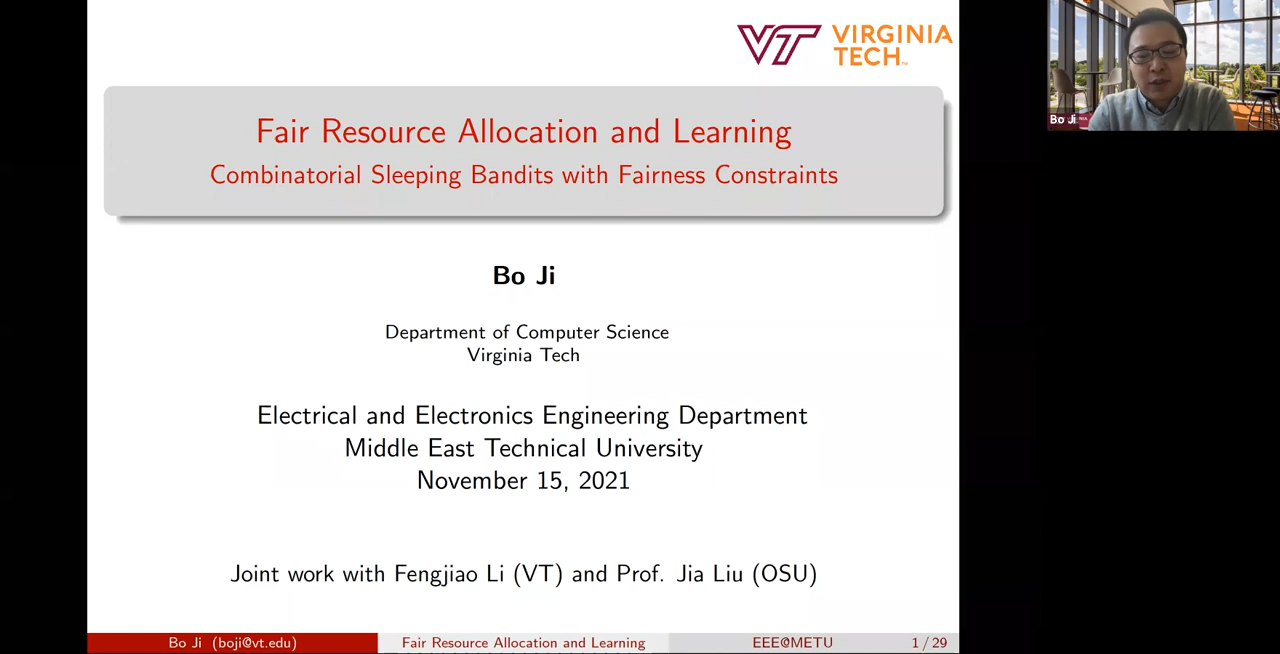 VT VIRGINIA
TECH™
Fair Resource Allocation and Learning
Combinatorial Sleeping Bandits with Fairness Constraints
Bo Ji
Department of Computer Science
Virginia Tech
Electrical and Electronics Engineering Department
Middle East Technical University
November 15, 2021
Joint work with Fengjiao Li (VT) and Prof. Jia Liu (OSU)
Bo Ji (boji@vt.edu) Fair Resource Allocation and Learning EEE@METU 1 / 29
Bo Ji